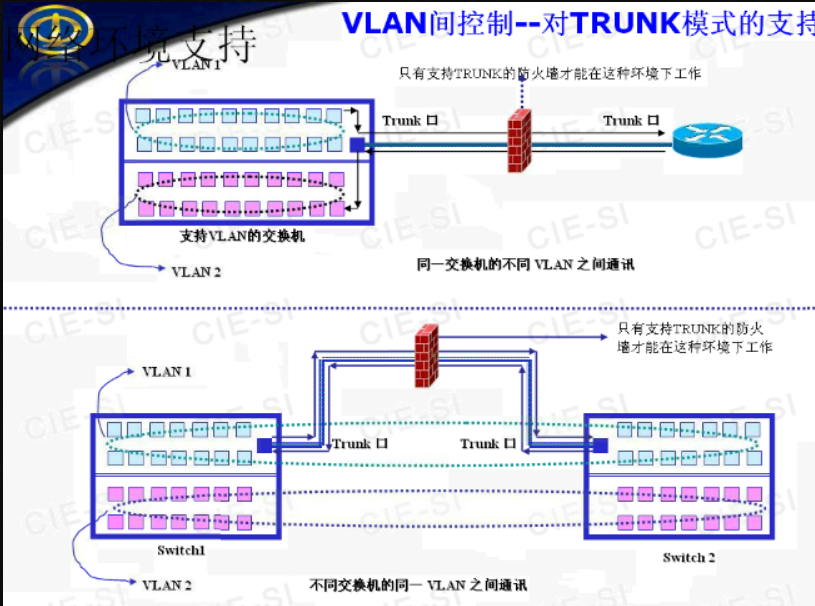 VLAN间控制--对TRUNK模式的支持
网络环境支持
VLAN 1
只有支持TRUNK的防火墙才能在这种环境下工作
Trunk 口
Trunk 口
支持VLAN的交换机
VLAN 2
同一交换机的不同 VLAN 之间通讯
只有支持TRUNK的防火
墙才能在这种环境下工作
VLAN 1
Trunk 口
Trunk 口
Switch1
Switch 2
VLAN 2
不同交换机的同一 VLAN 之间通讯
CIE-SI